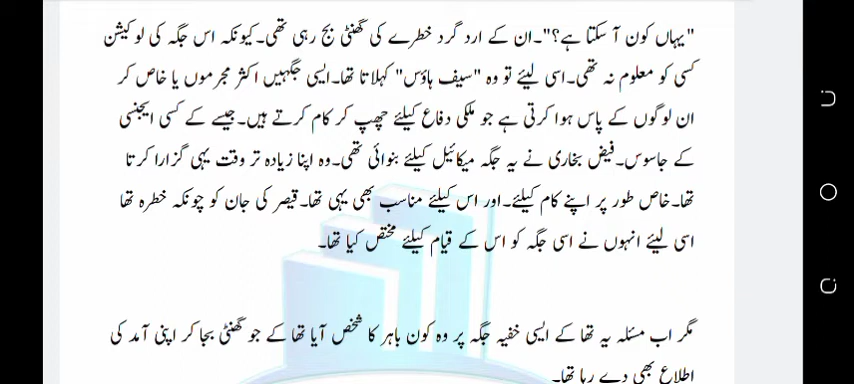 "یہاں کون آ سکتا ہے؟"۔ان کے ارد گرد خطرے کی گھنٹی بج رہی تھی۔کیونکہ اس جگہ کی لوکیشن
کسی کو معلوم نہ تھی۔اسی لیئے تو وہ "سیف ہاؤس" کہلاتا تھا۔ایسی جگہیں اکثر مجرموں یا خاص کر
ان لوگوں کے پاس ہوا کرتی ہے جو ملکی دفاع کیلئے چھپ کر کام کرتے ہیں۔جیسے کے کسی ایجنسی
کے جاسوس۔فیض بخاری نے یہ جگہ میکائیل کیلئے بنوائی تھی۔وہ اپنا زیادہ تر وقت یہی گزارا کرتا
تھا۔خاص طور پر اپنے کام کیلئے۔اور اس کیلئے مناسب بھی یہی تھا۔قیصر کی جان کو چونکہ خطرہ تھا
اسی لیئے انہوں نے اسی جگہ کو اس کے قیام کیلئے مختص کیا تھا۔
مگر اب مسئلہ یہ تھا کے ایسی خفیہ جگہ پر وہ کون باہر کا شخص آیا تھا کے جو گھنٹی بجا کر اپنی آمد کی
اطلاع بھی دے رہا تھا۔